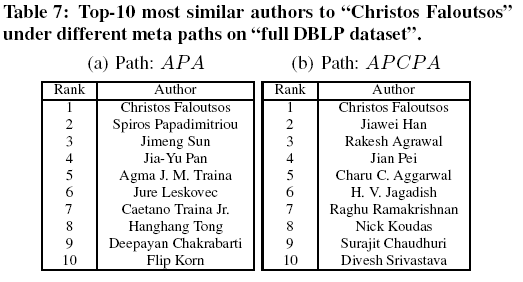 Table 7: Top-10 most similar authors to "Christos Faloutsos"
under different meta paths on "full DBLP dataset".
(a) Path: APA
Rank Author
1 Christos Faloutsos
2 Spiros Papadimitriou
3 Jimeng Sun
4 Jia-Yu Pan
5 Agma J. M. Traina
6 Jure Leskovec
7 Caetano Traina Jr.
8 Hanghang Tong
9 Deepayan Chakrabarti
10 Flip Korn
(b) Path: APCPA
Rank Author
1 Christos Faloutsos
2 Jiawei Han
3 Rakesh Agrawal
4 Jian Pei
5 Charu C. Aggarwal
6 H. V. Jagadish
7 Raghu Ramakrishnan
8 Nick Koudas
9 Surajit Chaudhuri
10 Divesh Srivastava